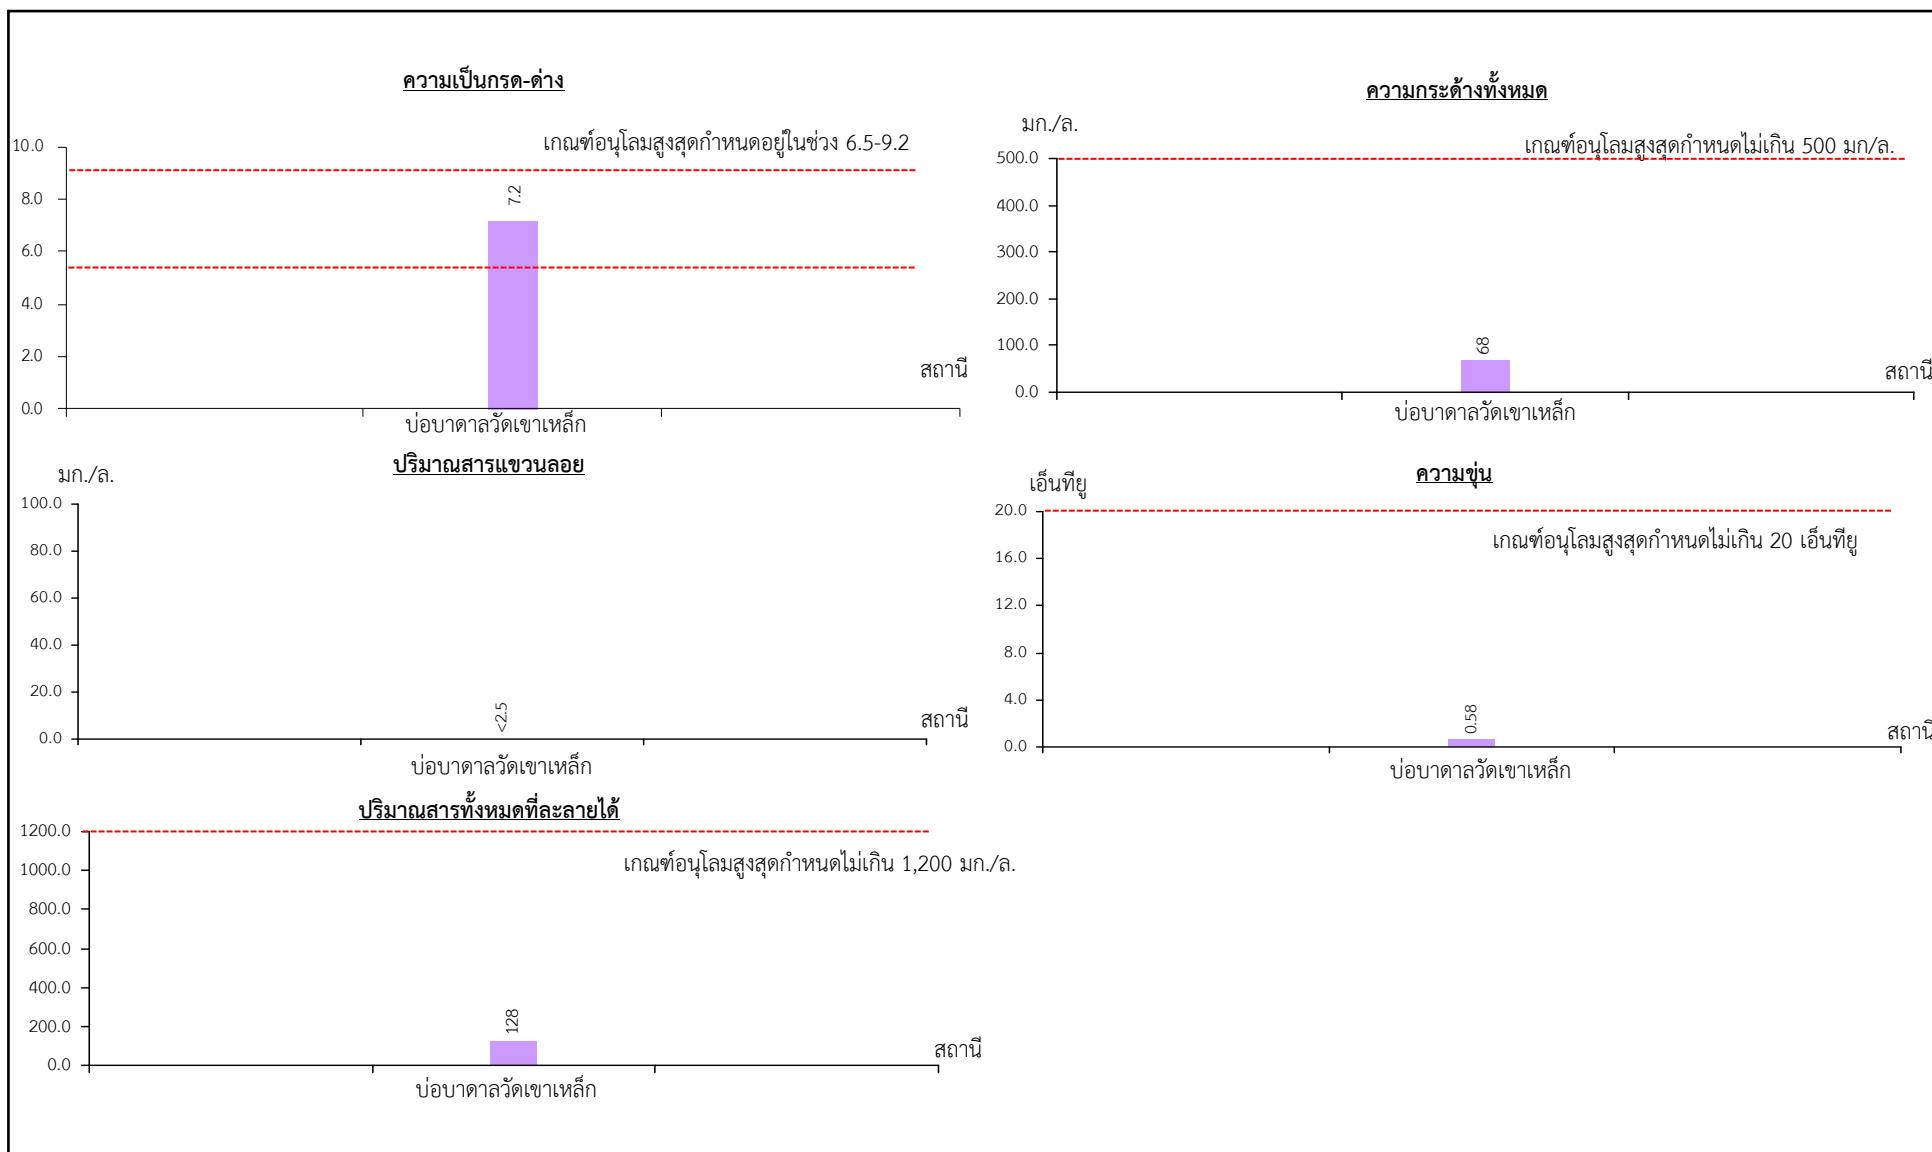 ความเป็นกรด-ด่าง
เกณฑ์อนุโลมสูงสุดกำหนดอยู่ในช่วง 6.5-9.2
10.0
8.0
6.0
4.0
2.0
0.0
7.2
สถานี
บ่อบาดาลวัดเขาเหล็ก
ความกระด้างทั้งหมด
มก./ล.
เกณฑ์อนุโลมสูงสุดกำหนดไม่เกิน 500 มก/ล.
500.0
400.0
300.0
200.0
100.0
0.0
68
สถานี
บ่อบาดาลวัดเขาเหล็ก
ปริมาณสารแขวนลอย
มก./ล.
100.0
80.0
60.0
40.0
20.0
0.0
<2.5
สถานี
บ่อบาดาลวัดเขาเหล็ก
ความขุ่น
เอ็นทียู
20.0
16.0
12.0
8.0
4.0
0.0
เกณฑ์อนุโลมสูงสุดกำหนดไม่เกิน 20 เอ็นทียู
0.58
สถานี
บ่อบาดาลวัดเขาเหล็ก
ปริมาณสารทั้งหมดที่ละลายได้
1200.0
1000.0
800.0
600.0
400.0
200.0
0.0
เกณฑ์อนุโลมสูงสุดกำหนดไม่เกิน 1,200 มก./ล.
128
สถานี
บ่อบาดาลวัดเขาเหล็ก